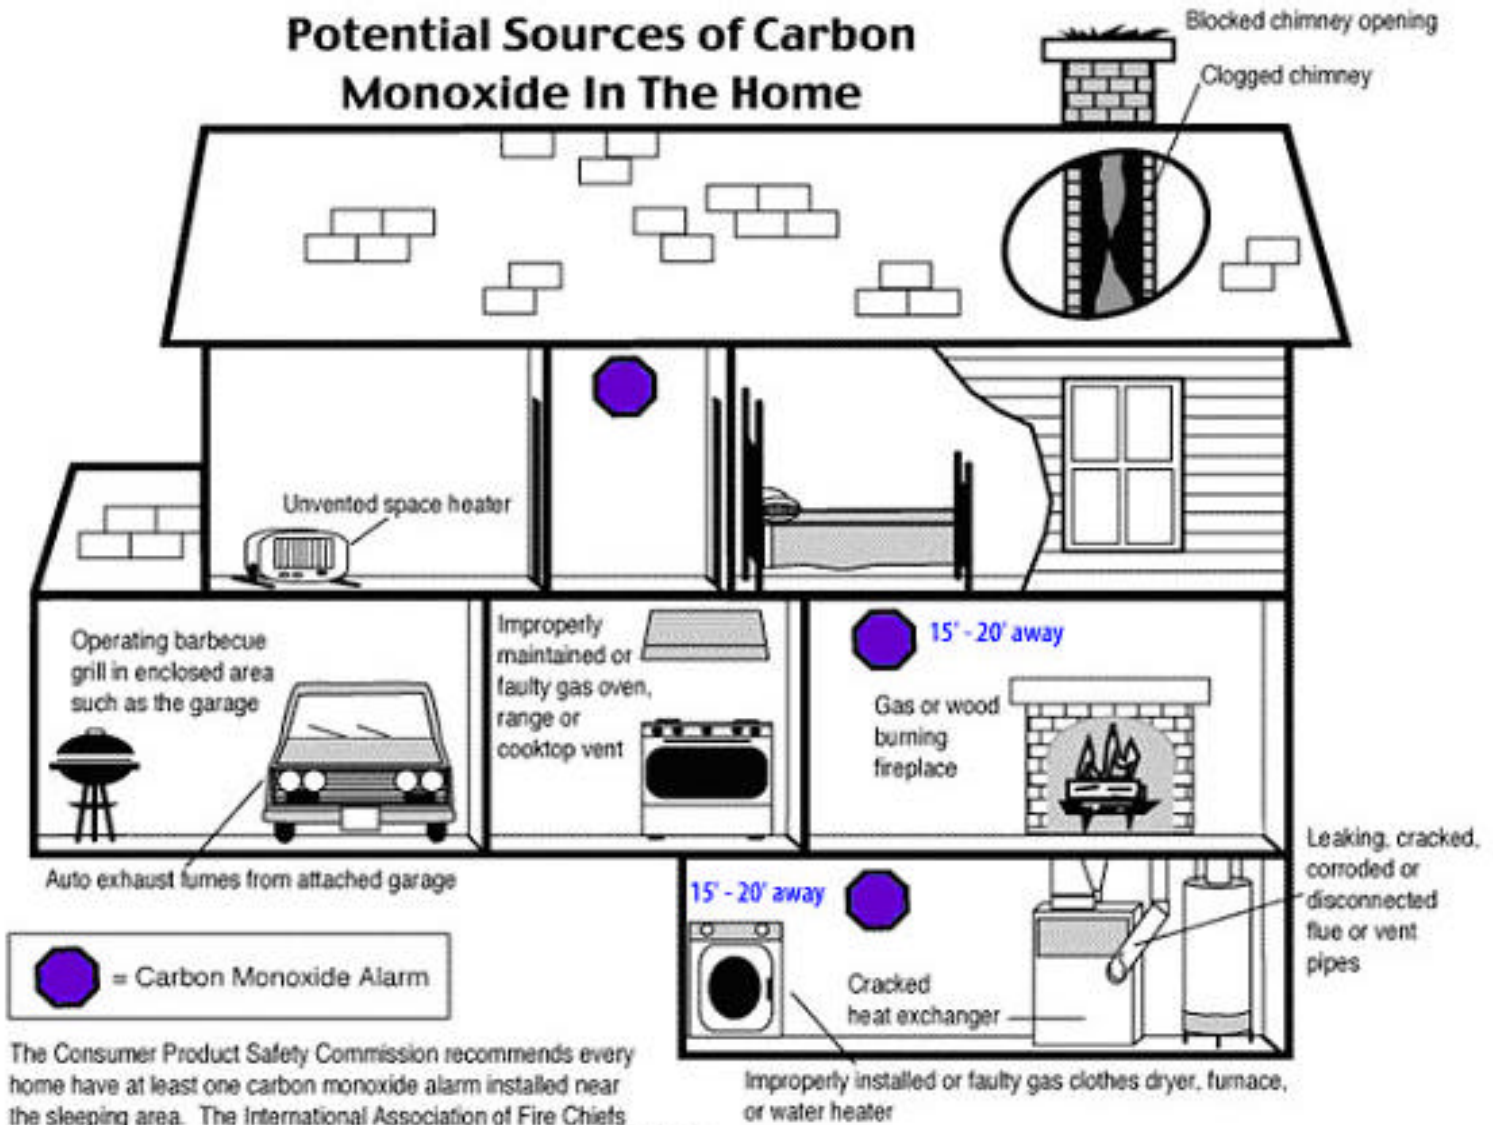 Potential Sources of Carbon
Monoxide In The Home
Blocked chimney opening
Clogged chimney
Unvented space heater
Operating barbecue
grill in enclosed area
such as the garage
Improperly
maintained or
faulty gas oven,
range or
cooktop vent
15' - 20' away
Gas or wood
burning
fireplace
Auto exhaust fumes from attached garage
15' - 20' away
Leaking, cracked,
corroded or
disconnected
flue or vent
pipes
Cracked
heat exchanger
= Carbon Monoxide Alarm
The Consumer Product Safety Commission recommends every
home have at least one carbon monoxide alarm installed near
the sleeping area. The International Association of Fire Chiefs
Improperly installed or faulty gas clothes dryer, furnace,
or water heater